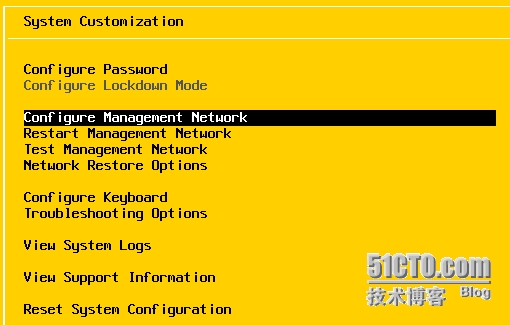 System Customization
Configure Password
Configure Lockdown Mode
Configure Management Network
Restart Management Network
Test Management Network
Network Restore Options
Configure Keyboard
Troubleshooting Options
View System Logs
View Support Information
Reset System Configuration
51CTO.com
技术博客 Blog